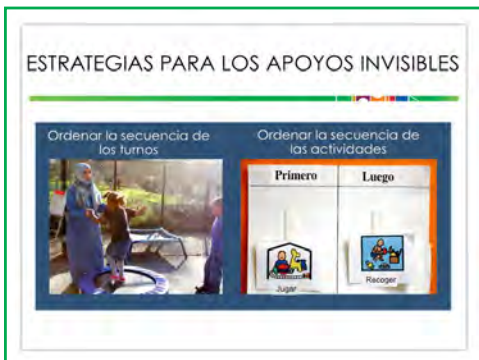 ESTRATEGIAS PARA LOS APOYOS INVISIBLES
Ordenar la secuencia de
los turnos
Ordenar la secuencia de
las actividades
Primero
Luego
Jugar
Recoger